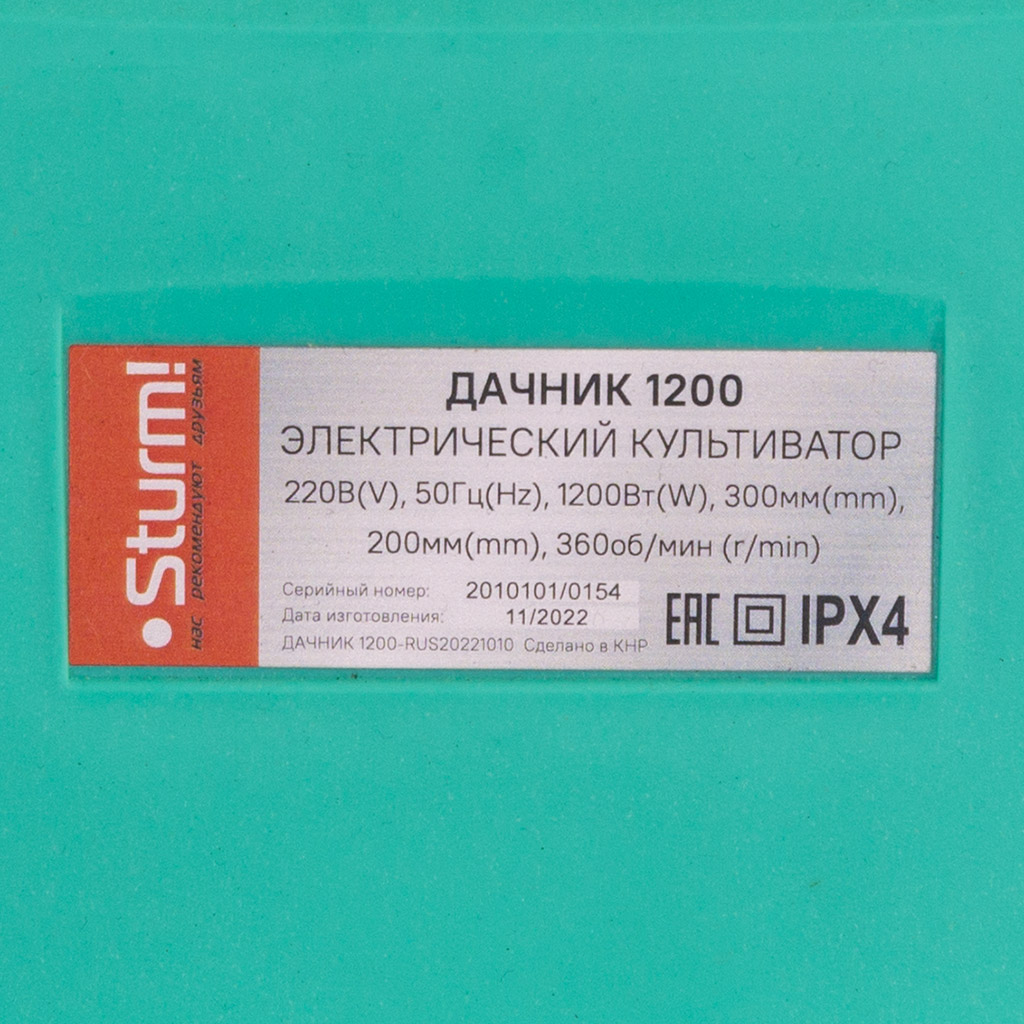 Sturm!
нас рекомендуют друзьям
ДАЧНИК 1200
ЭЛЕКТРИЧЕСКИЙ КУЛЬТИВАТОР
220В(V), 50Гц(Hz), 1200Вт(W), 300мм(mm),
200мм(mm), 360об/мин (r/min)
Серийный номер: 2010101/0154
Дата изготовления: 11/2022
ДАЧНИК 1200-RUS20221010 Сделано в КНР
EAC IPX4